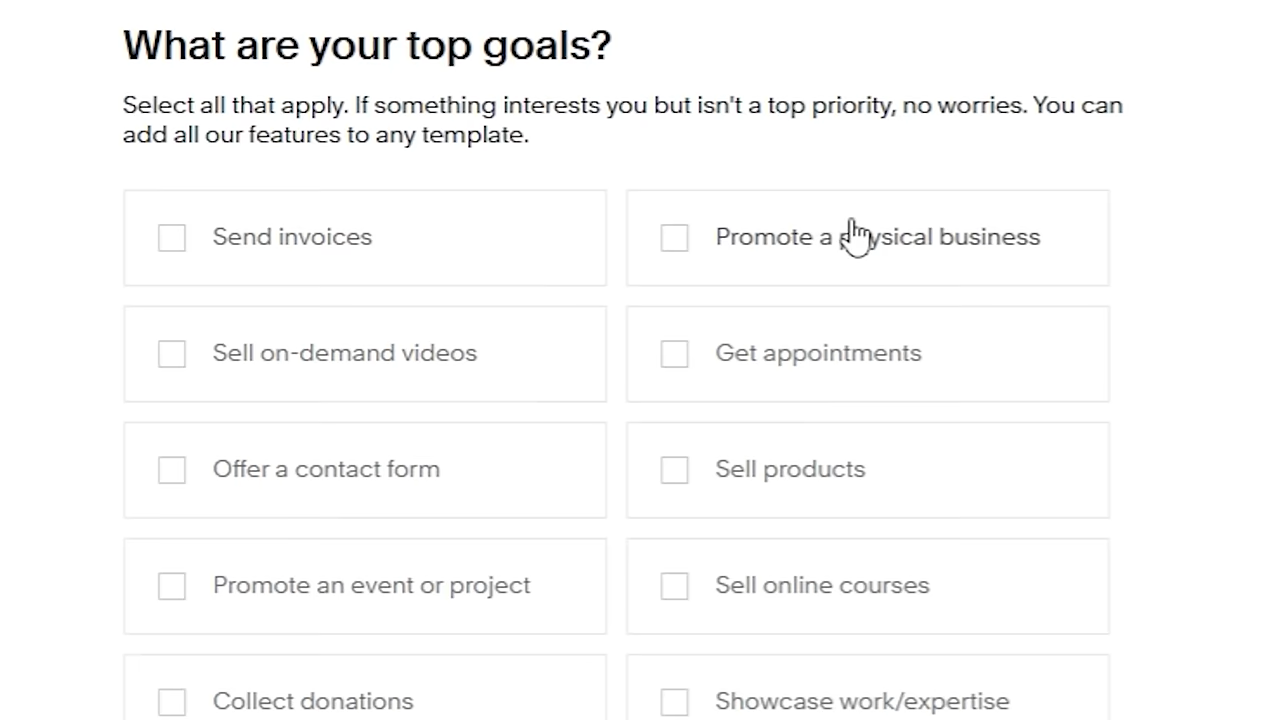 What are your top goals?
Select all that apply. If something interests you but isn't a top priority, no worries. You can
add all our features to any template.
Send invoices
Promote a physical business
Sell on-demand videos
Get appointments
Offer a contact form
Sell products
Promote an event or project
Sell online courses
Collect donations
Showcase work/expertise